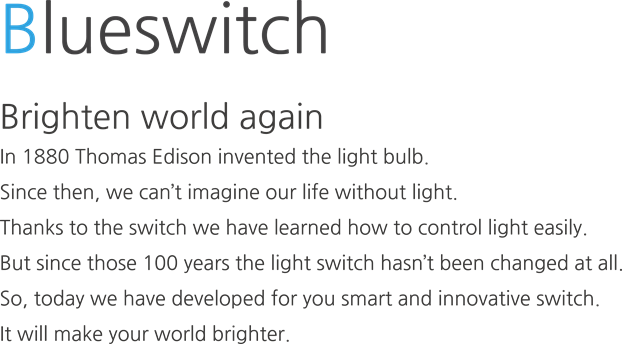 Blueswitch
Brighten world again
In 1880 Thomas Edison invented the light bulb.
Since then, we can’t imagine our life without light.
Thanks to the switch we have learned how to control light easily.
But since those 100 years the light switch hasn’t been changed at all.
So, today we have developed for you smart and innovative switch.
It will make your world brighter.